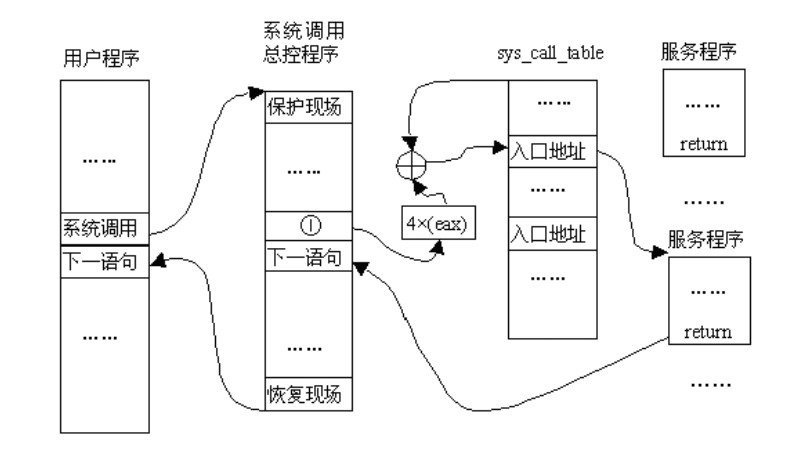 用户程序
……
系统调用
下一语句
……
系统调用
总控程序
保护现场
……
①
下一语句
……
恢复现场
4×(eax)
sys_call_table
……
入口地址
……
入口地址
……
服务程序
……
return
……
服务程序
……
return
……